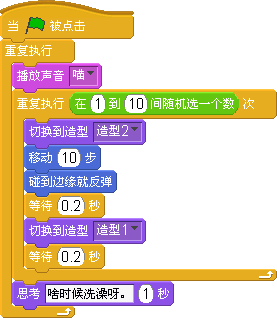 当 被点击
重复执行
播放声音 喵
重复执行 在 1 到 10 间随机选一个数 次
切换到造型 造型2
移动 10 步
碰到边缘就反弹
等待 0.2 秒
切换到造型 造型1
等待 0.2 秒
思考 啥时候洗澡呀。 1 秒